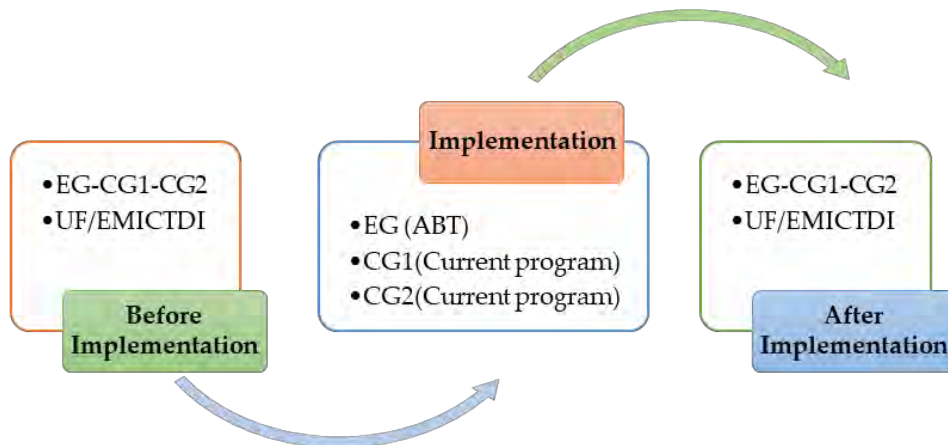 •EG-CG1-CG2
•UF/EMICTDI
Before
Implementation
Implementation
•EG (ABT)
•CG1(Current program)
•CG2(Current program)
•EG-CG1-CG2
•UF/EMICTDI
After
Implementation